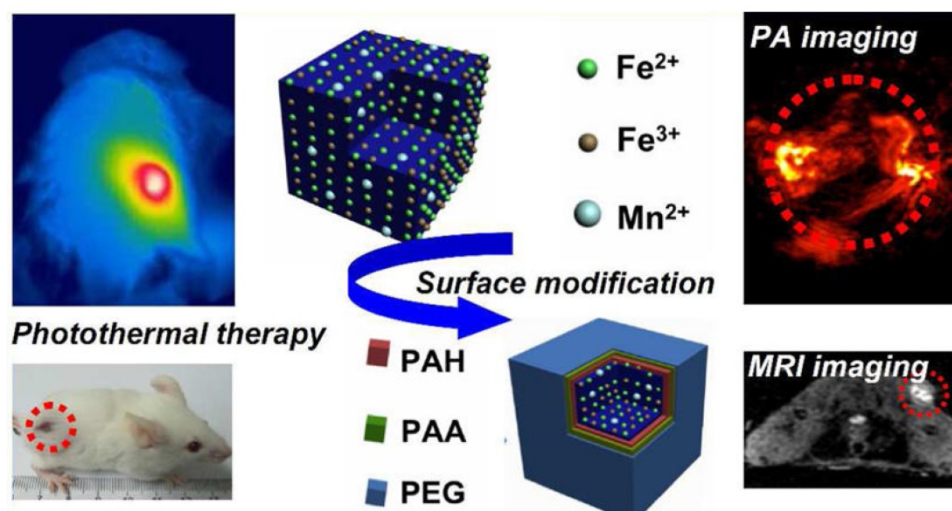 PA imaging
Fe²⁺
Fe³⁺
Mn²⁺
Surface modification
Photothermal therapy
PAH
PAA
PEG
MRI imaging